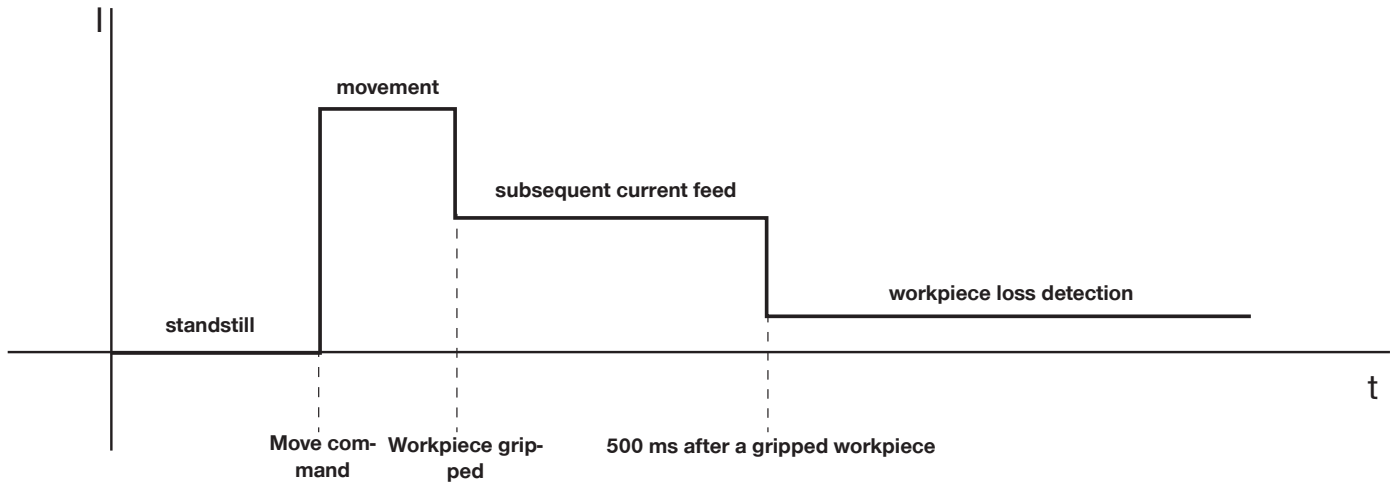 I
movement
subsequent current feed
workpiece loss detection
standstill
t
Move com-
mand
Workpiece grip-
ped
500 ms after a gripped workpiece